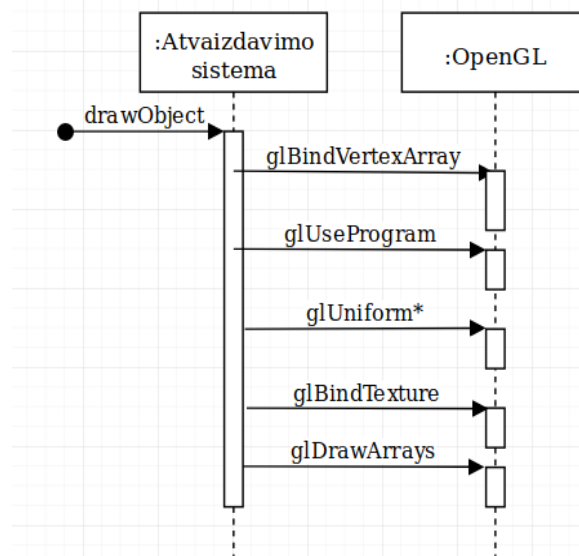 :Atvaizdavimo
sistema
:OpenGL
drawObject
glBindVertexArray
glUseProgram
glUniform*
glBindTexture
glDrawArrays